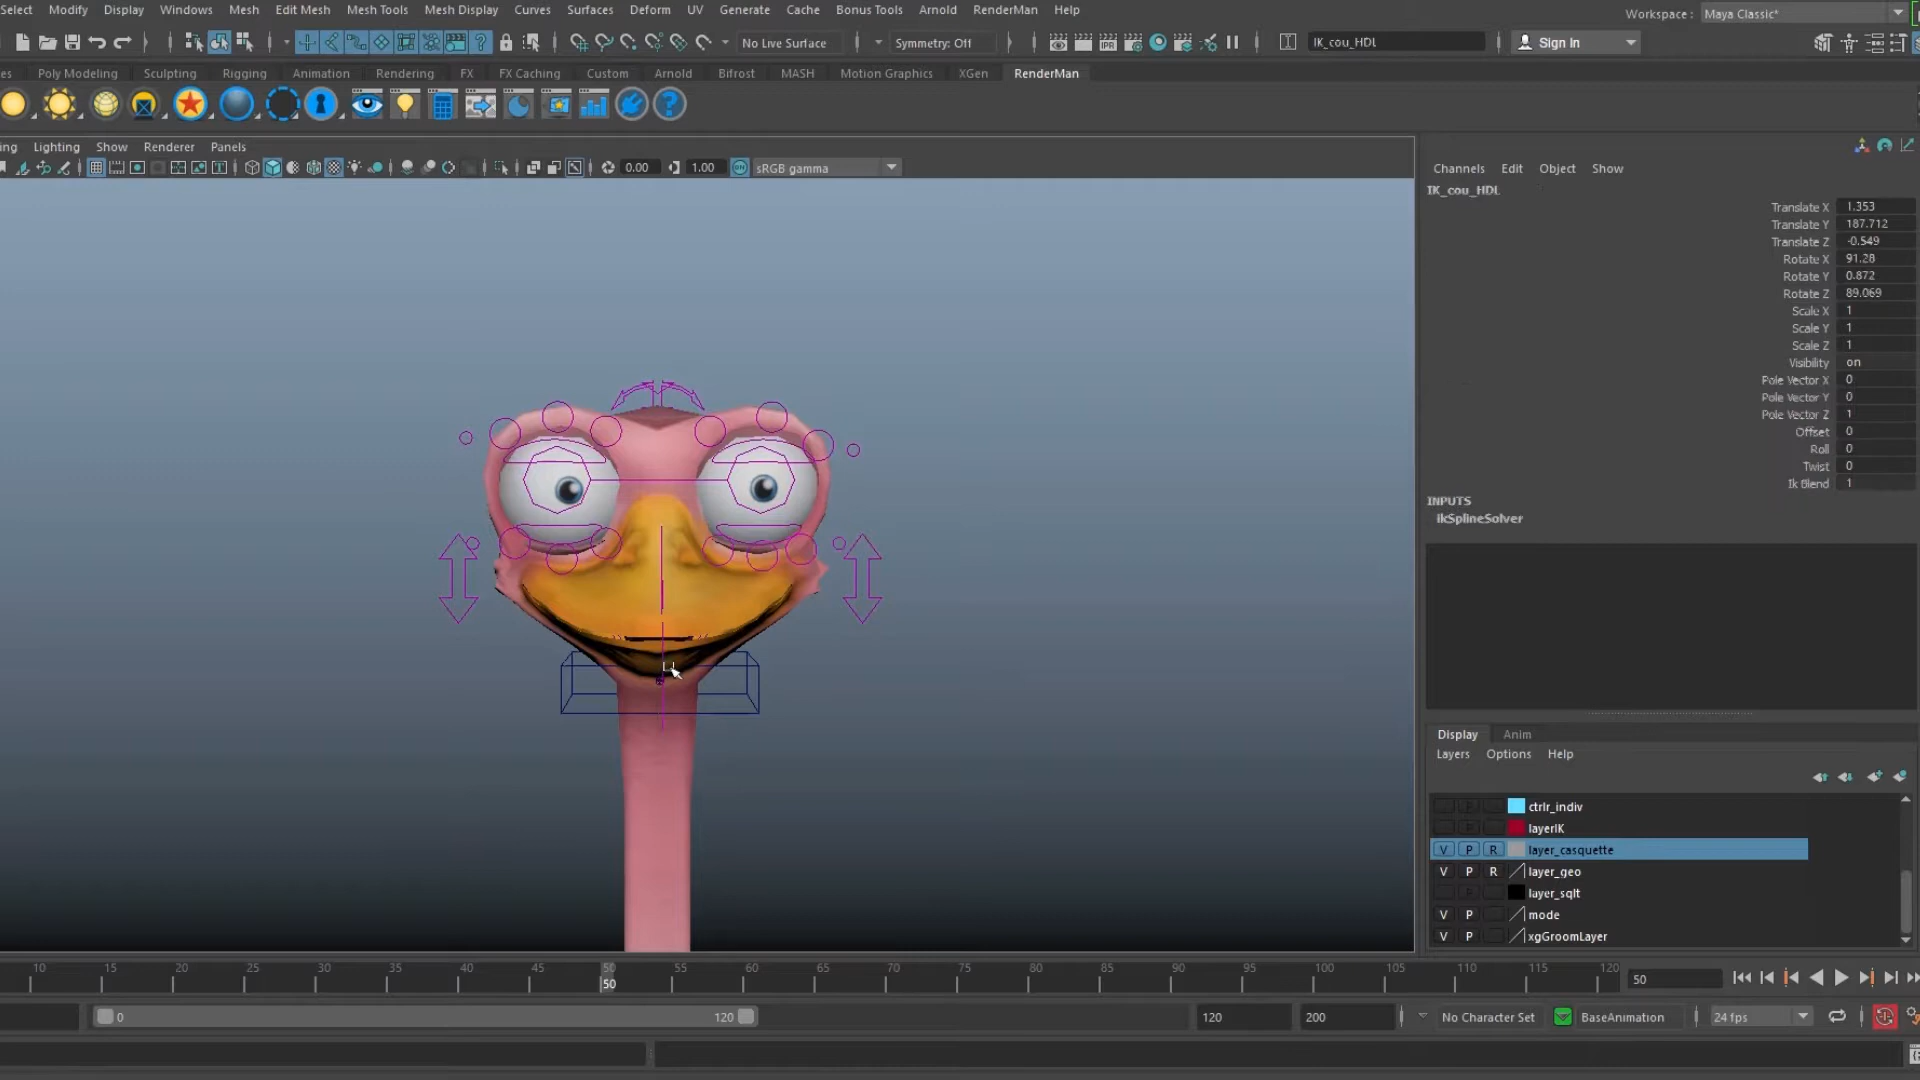 Select Modify Display Windows Mesh Edit Mesh Mesh Tools Mesh Display Curves Surfaces Deform UV Generate Cache Bonus Tools Arnold RenderMan Help
Workspace : Maya Classic*
No Live Surface Symmetry: Off IPR IK_cou_HDL Sign In
es Poly Modeling Sculpting Rigging Animation Rendering FX FX Caching Custom Arnold Bifrost MASH Motion Graphics XGen RenderMan
ing Lighting Show Renderer Panels
0.00 1.00 sRGB gamma
Channels Edit Object Show
IK_cou_HDL
Translate X 1.353
Translate Y 187.712
Translate Z -0.549
Rotate X 91.28
Rotate Y 0.872
Rotate Z 89.069
Scale X 1
Scale Y 1
Scale Z 1
Visibility on
Pole Vector X 0
Pole Vector Y 0
Pole Vector Z 1
Offset 0
Roll 0
Twist 0
Ik Blend 1
INPUTS
ikSplineSolver
Display Anim
Layers Options Help
ctrlr_indiv
layerIK
V P R layer_casquette
V P R layer_geo
layer_sqlt
V P mode
V P xgGroomLayer
10 15 20 25 30 35 40 45 50 55 60 65 70 75 80 85 90 95 100 105 110 115 120
50
50
0 120 120 200 No Character Set BaseAnimation 24 fps